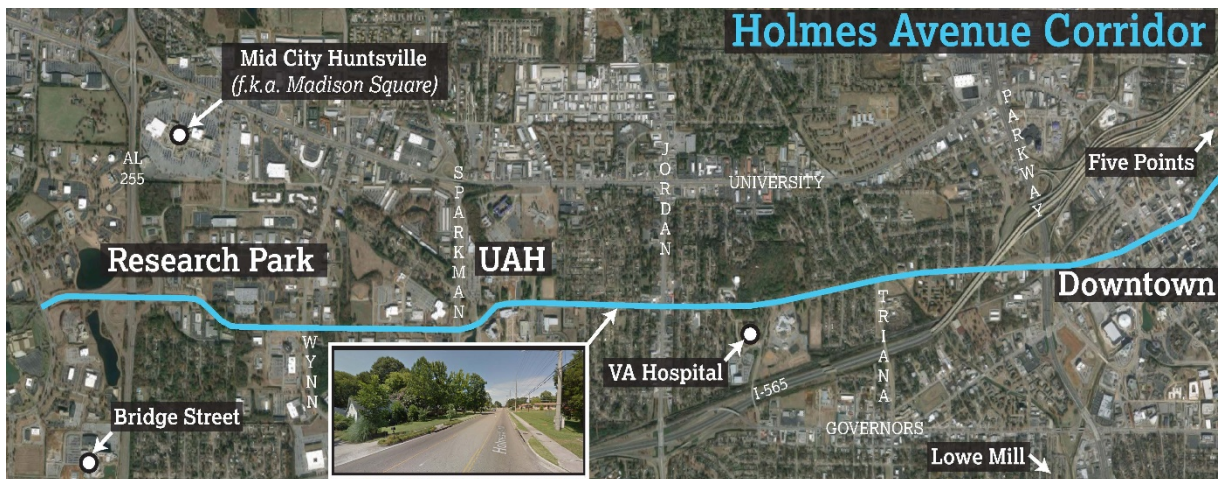 Holmes Avenue Corridor
Mid City Huntsville
(f.k.a. Madison Square)
AL
255
SPARKMAN
JORDAN
UNIVERSITY
PARKWAY
Five Points
Research Park
UAH
Downtown
WYNN
VA Hospital
TRIANA
I-565
Bridge Street
GOVERNORS
Lowe Mill